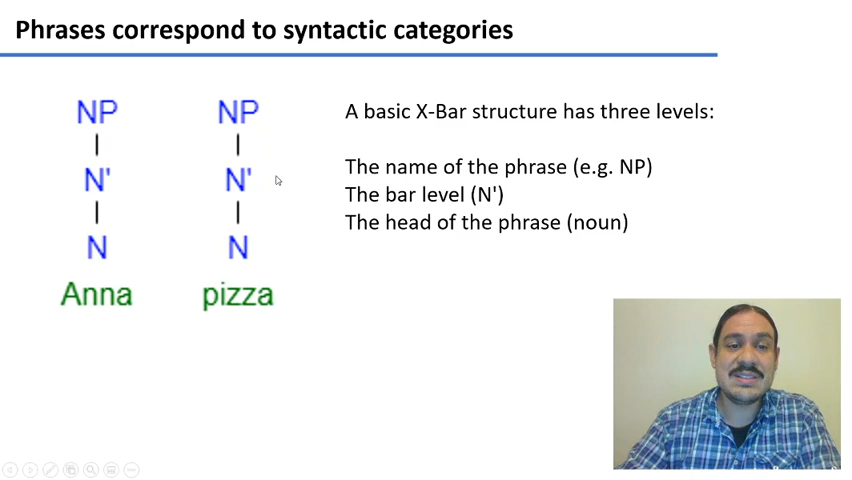 Phrases correspond to syntactic categories
NP NP
N' N'
N N
Anna pizza
A basic X-Bar structure has three levels:
The name of the phrase (e.g. NP)
The bar level (N')
The head of the phrase (noun)